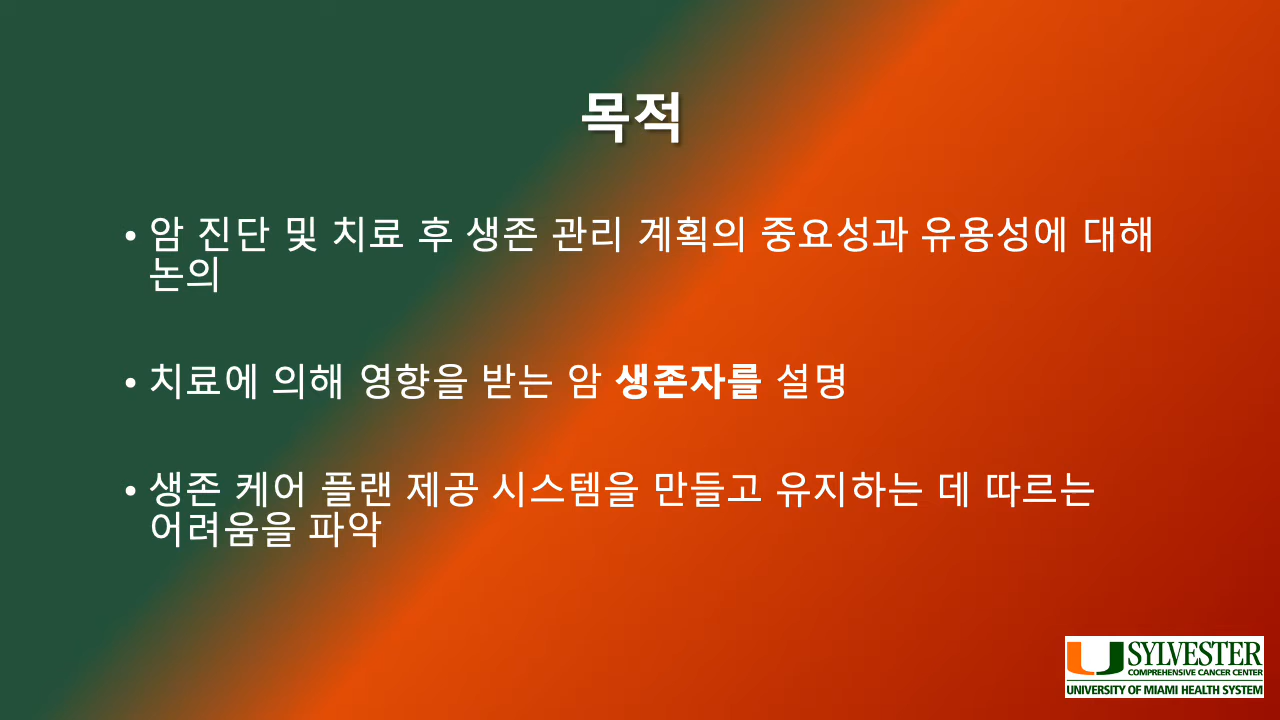 목적
• 암 진단 및 치료 후 생존 관리 계획의 중요성과 유용성에 대해
논의
• 치료에 의해 영향을 받는 암 생존자를 설명
• 생존 케어 플랜 제공 시스템을 만들고 유지하는 데 따르는
어려움을 파악
SYLVESTER
COMPREHENSIVE CANCER CENTER
UNIVERSITY OF MIAMI HEALTH SYSTEM